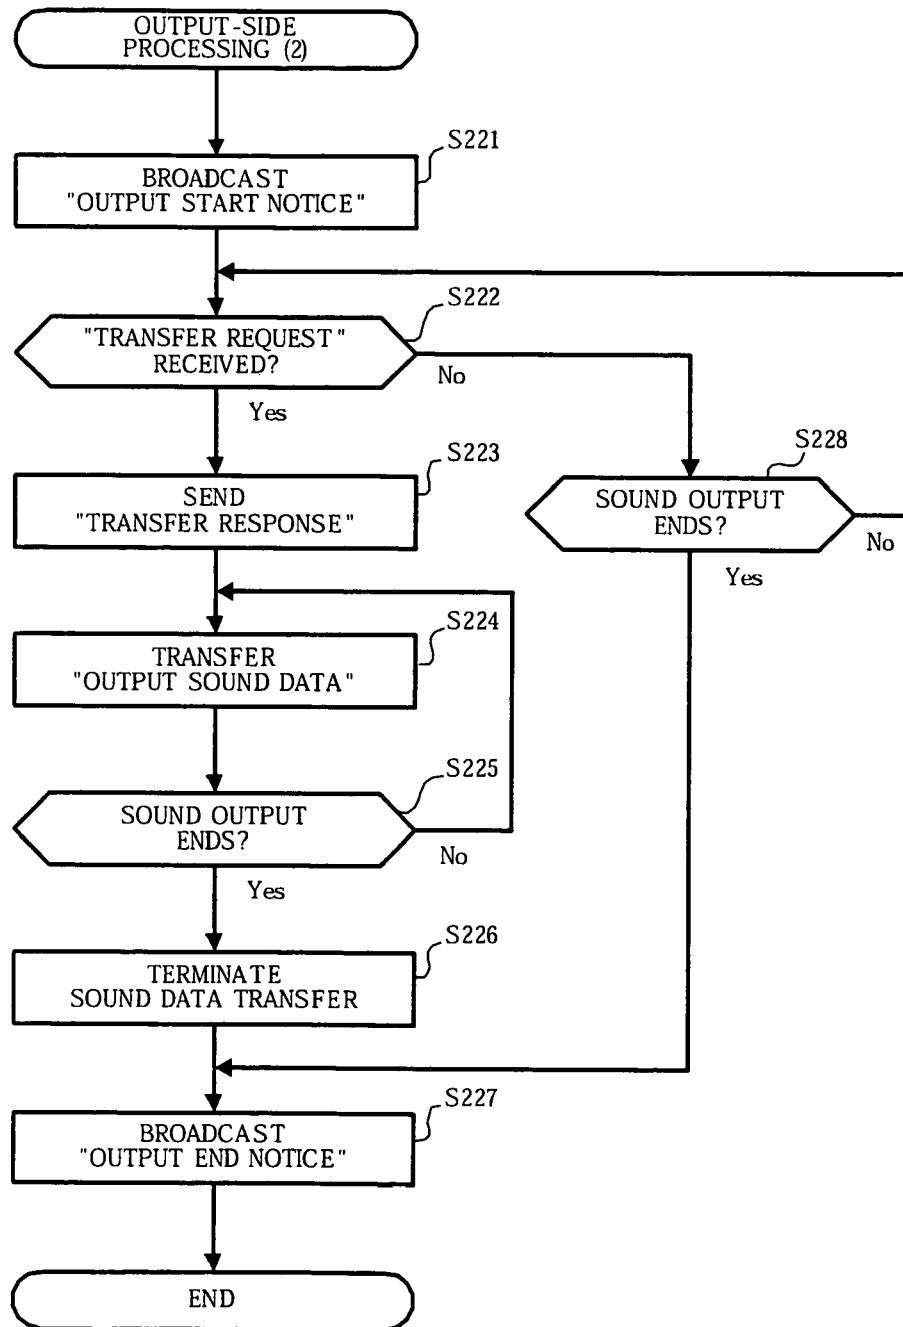 OUTPUT-SIDE
PROCESSING (2)
S221
BROADCAST
"OUTPUT START NOTICE"
S222
"TRANSFER REQUEST"
RECEIVED?
No
Yes
S223
SEND
"TRANSFER RESPONSE"
S228
SOUND OUTPUT
ENDS?
No
Yes
S224
TRANSFER
"OUTPUT SOUND DATA"
S225
SOUND OUTPUT
ENDS?
No
Yes
S226
TERMINATE
SOUND DATA TRANSFER
S227
BROADCAST
"OUTPUT END NOTICE"
END